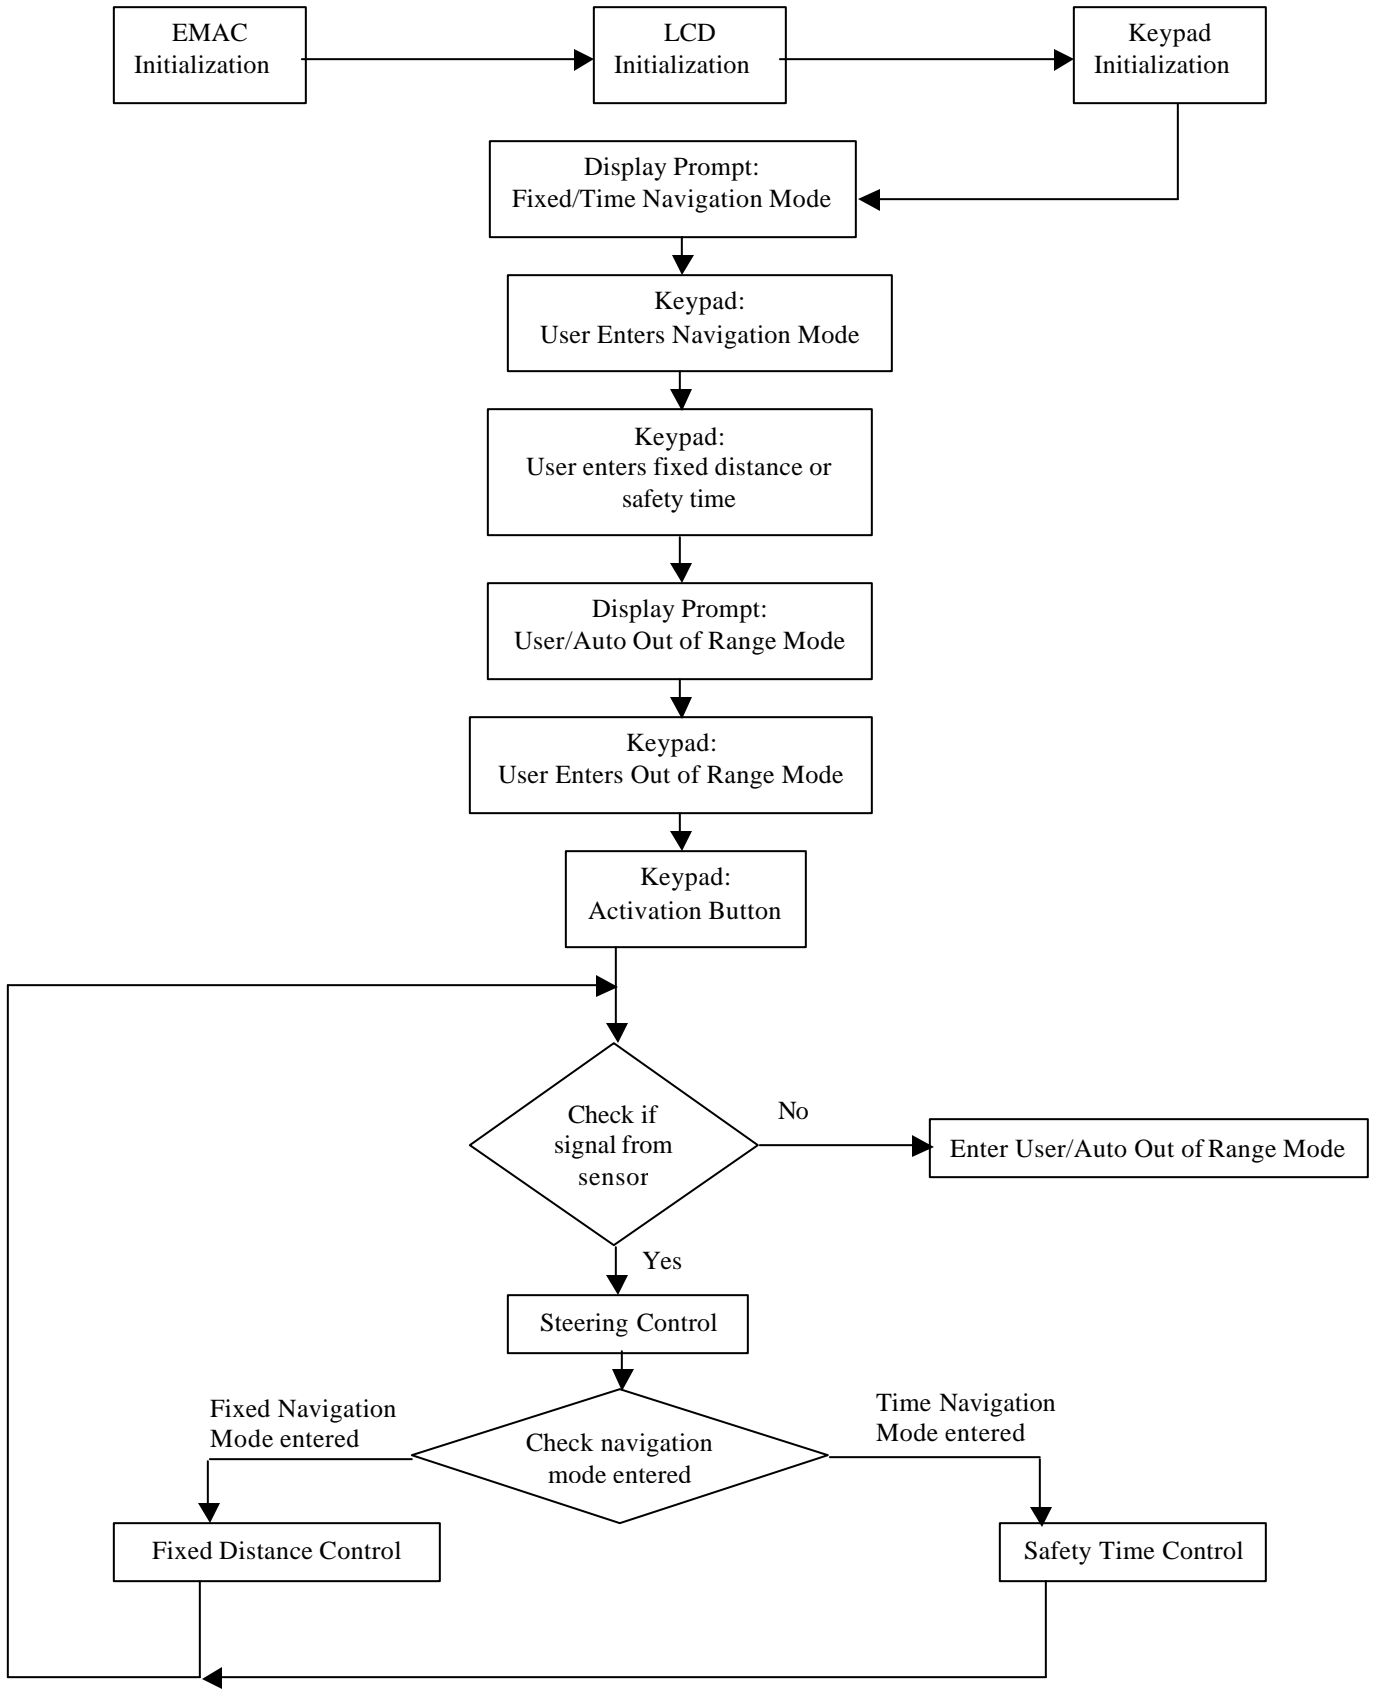 EMAC
Initialization
LCD
Initialization
Keypad
Initialization
Display Prompt:
Fixed/Time Navigation Mode
Keypad:
User Enters Navigation Mode
Keypad:
User enters fixed distance or
safety time
Display Prompt:
User/Auto Out of Range Mode
Keypad:
User Enters Out of Range Mode
Keypad:
Activation Button
Check if
signal from
sensor
No
Enter User/Auto Out of Range Mode
Yes
Steering Control
Fixed Navigation
Mode entered
Check navigation
mode entered
Time Navigation
Mode entered
Fixed Distance Control
Safety Time Control